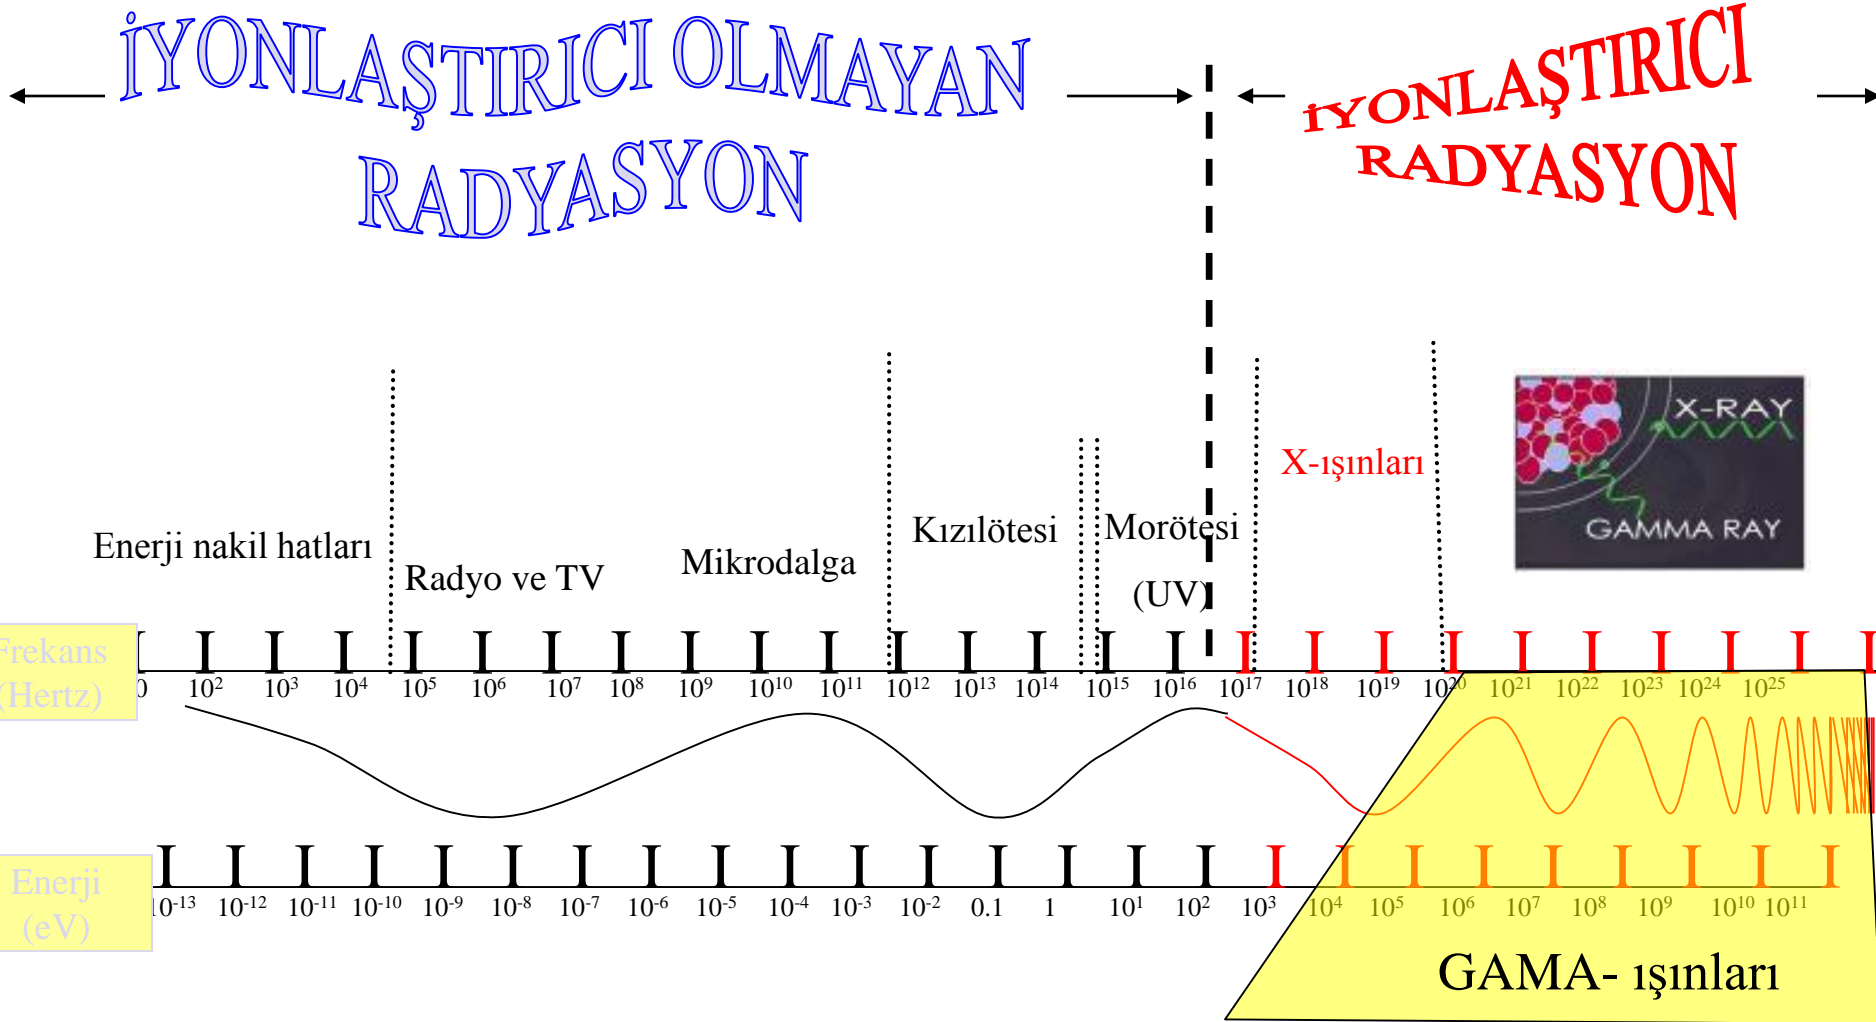 İYONLAŞTIRICI OLMAYAN
RADYASYON
İYONLAŞTIRICI
RADYASYON
X-RAY
GAMMA RAY
X-ışınları
Enerji nakil hatları
Radyo ve TV
Mikrodalga
Kızılötesi
Morötesi
(UV)
Frekans
(Hertz)
0 10² 10³ 10⁴ 10⁵ 10⁶ 10⁷ 10⁸ 10⁹ 10¹⁰ 10¹¹ 10¹² 10¹³ 10¹⁴ 10¹⁵ 10¹⁶ 10¹⁷ 10¹⁸ 10¹⁹ 10²⁰ 10²¹ 10²² 10²³ 10²⁴ 10²⁵
Enerji
(eV)
10⁻¹³ 10⁻¹² 10⁻¹¹ 10⁻¹⁰ 10⁻⁹ 10⁻⁸ 10⁻⁷ 10⁻⁶ 10⁻⁵ 10⁻⁴ 10⁻³ 10⁻² 0.1 1 10¹ 10² 10³ 10⁴ 10⁵ 10⁶ 10⁷ 10⁸ 10⁹ 10¹⁰ 10¹¹
GAMA- ışınları